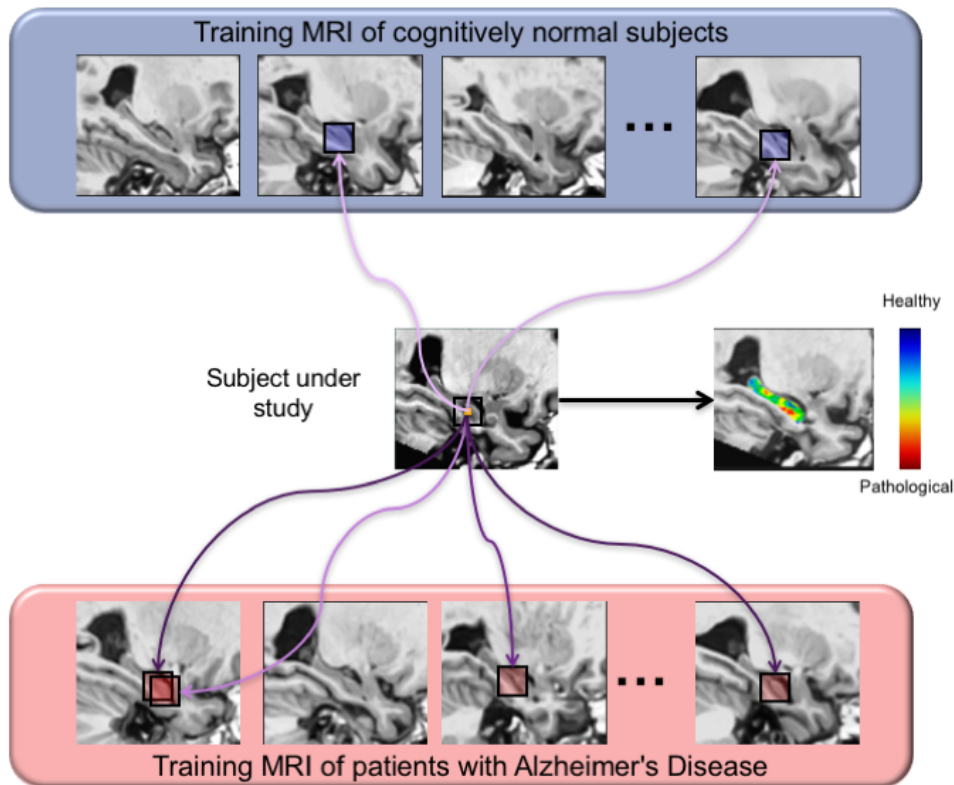 Training MRI of cognitively normal subjects
...
Healthy
Subject under
study
Pathological
...
Training MRI of patients with Alzheimer's Disease